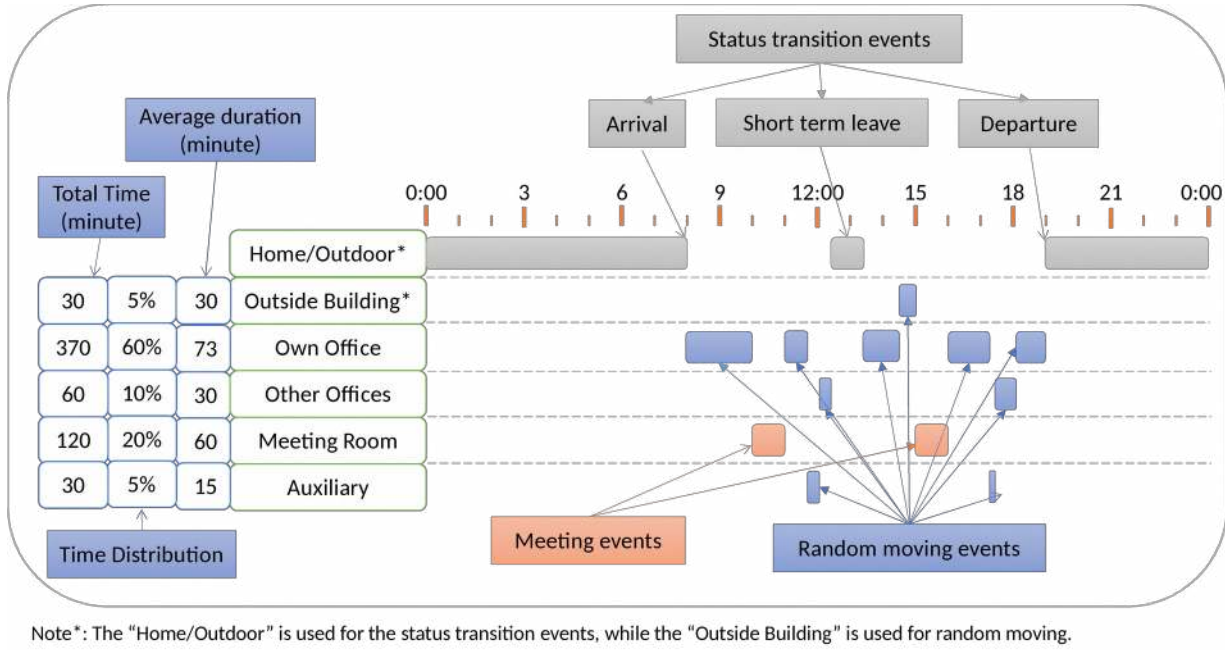 Status transition events
Arrival
Short term leave
Departure
Average duration
(minute)
Total Time
(minute)
0:00 3 6 9 12:00 15 18 21 0:00
Home/Outdoor*
30 5% 30 Outside Building*
370 60% 73 Own Office
60 10% 30 Other Offices
120 20% 60 Meeting Room
30 5% 15 Auxiliary
Time Distribution
Meeting events
Random moving events
Note*: The “Home/Outdoor” is used for the status transition events, while the “Outside Building” is used for random moving.